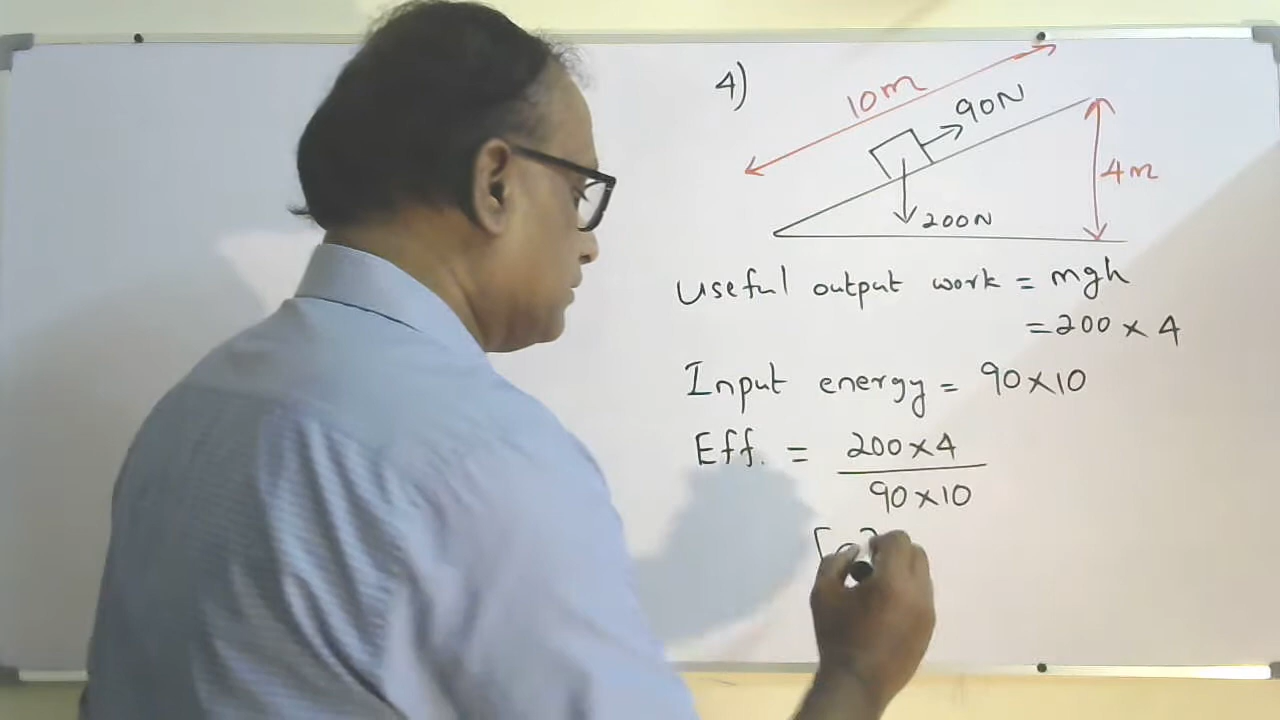 4)
10m
90N
4m
200N
Useful output work = mgh
= 200 × 4
Input energy = 90×10
Eff. = 200×4
90×10